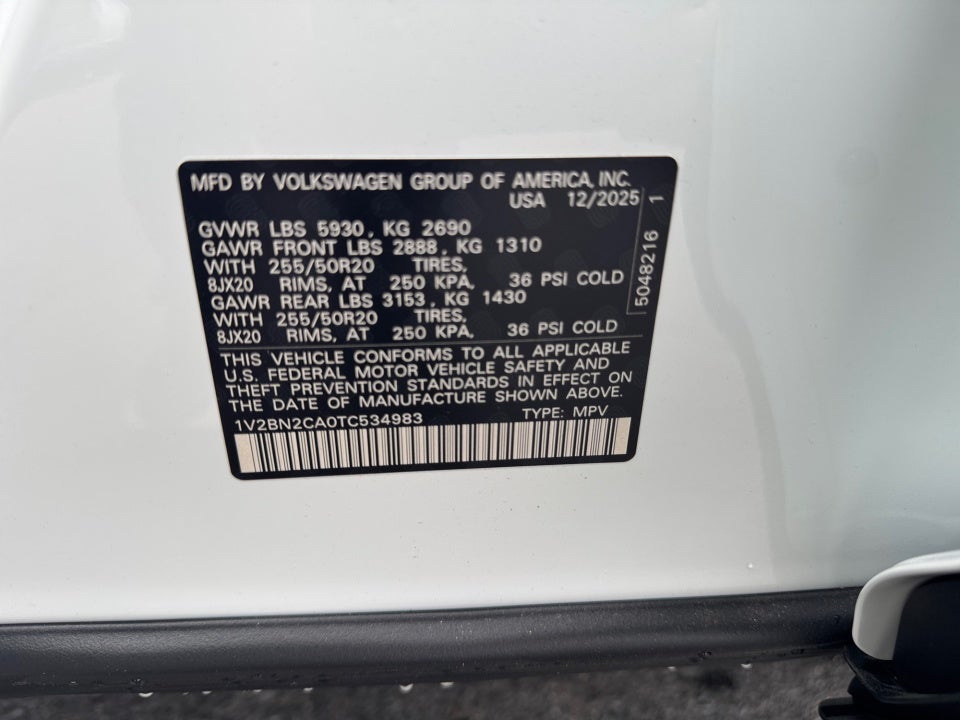 MFD BY VOLKSWAGEN GROUP OF AMERICA, INC.
USA 12/2025
GVWR LBS 5930, KG 2690
GAWR FRONT LBS 2888, KG 1310
WITH 255/50R20 TIRES,
8JX20 RIMS, AT 250 KPA, 36 PSI COLD
GAWR REAR LBS 3153, KG 1430
WITH 255/50R20 TIRES,
8JX20 RIMS, AT 250 KPA, 36 PSI COLD
THIS VEHICLE CONFORMS TO ALL APPLICABLE
U.S. FEDERAL MOTOR VEHICLE SAFETY AND
THEFT PREVENTION STANDARDS IN EFFECT ON
THE DATE OF MANUFACTURE SHOWN ABOVE.
1V2BN2CA0TC534983 TYPE: MPV
5048216 1